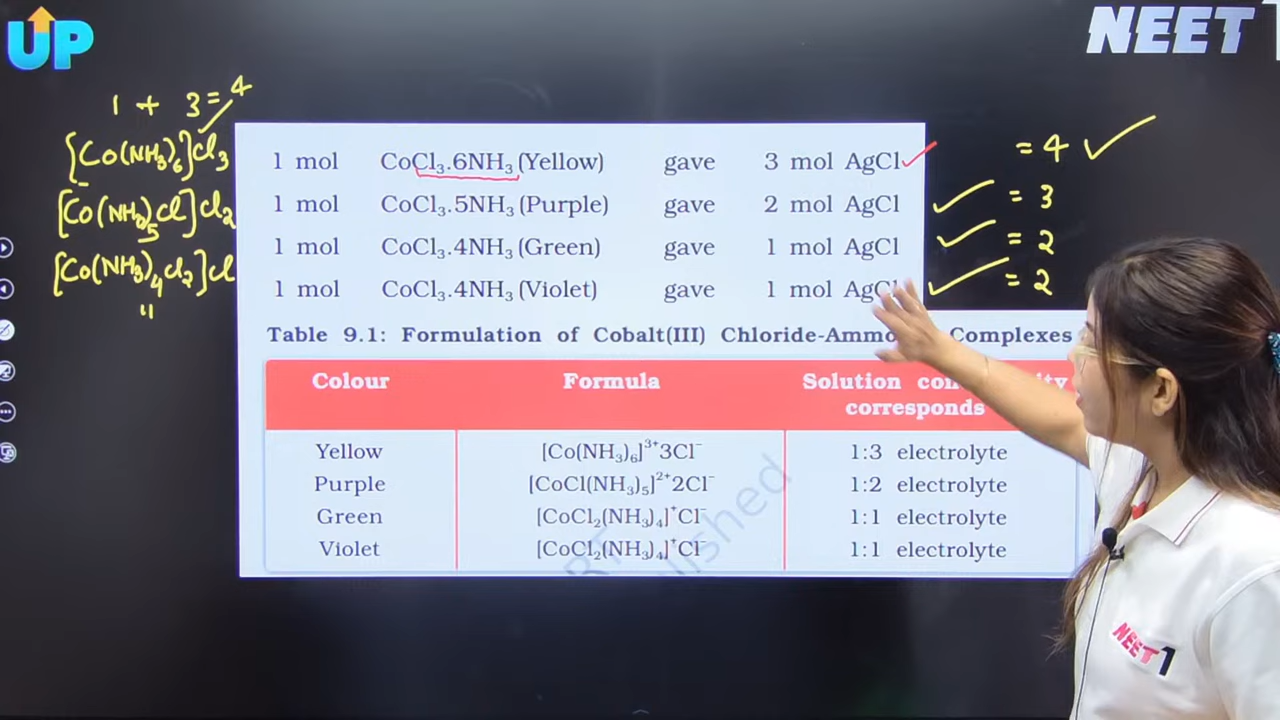 UP
NEET 1
1 + 3 = 4
[Co(NH₃)₆]Cl₃
[Co(NH₃)₅Cl]Cl₂
[Co(NH₃)₄Cl₂]Cl
"
1 mol CoCl₃.6NH₃ (Yellow) gave 3 mol AgCl = 4
1 mol CoCl₃.5NH₃ (Purple) gave 2 mol AgCl = 3
1 mol CoCl₃.4NH₃ (Green) gave 1 mol AgCl = 2
1 mol CoCl₃.4NH₃ (Violet) gave 1 mol AgCl = 2
Table 9.1: Formulation of Cobalt(III) Chloride-Ammo Complexes
Colour Formula Solution con ity
corresponds
Yellow [Co(NH₃)₆]³⁺3Cl⁻ 1:3 electrolyte
Purple [CoCl(NH₃)₅]²⁺2Cl⁻ 1:2 electrolyte
Green [CoCl₂(NH₃)₄]⁺Cl⁻ 1:1 electrolyte
Violet [CoCl₂(NH₃)₄]⁺Cl⁻ 1:1 electrolyte
NEET 1